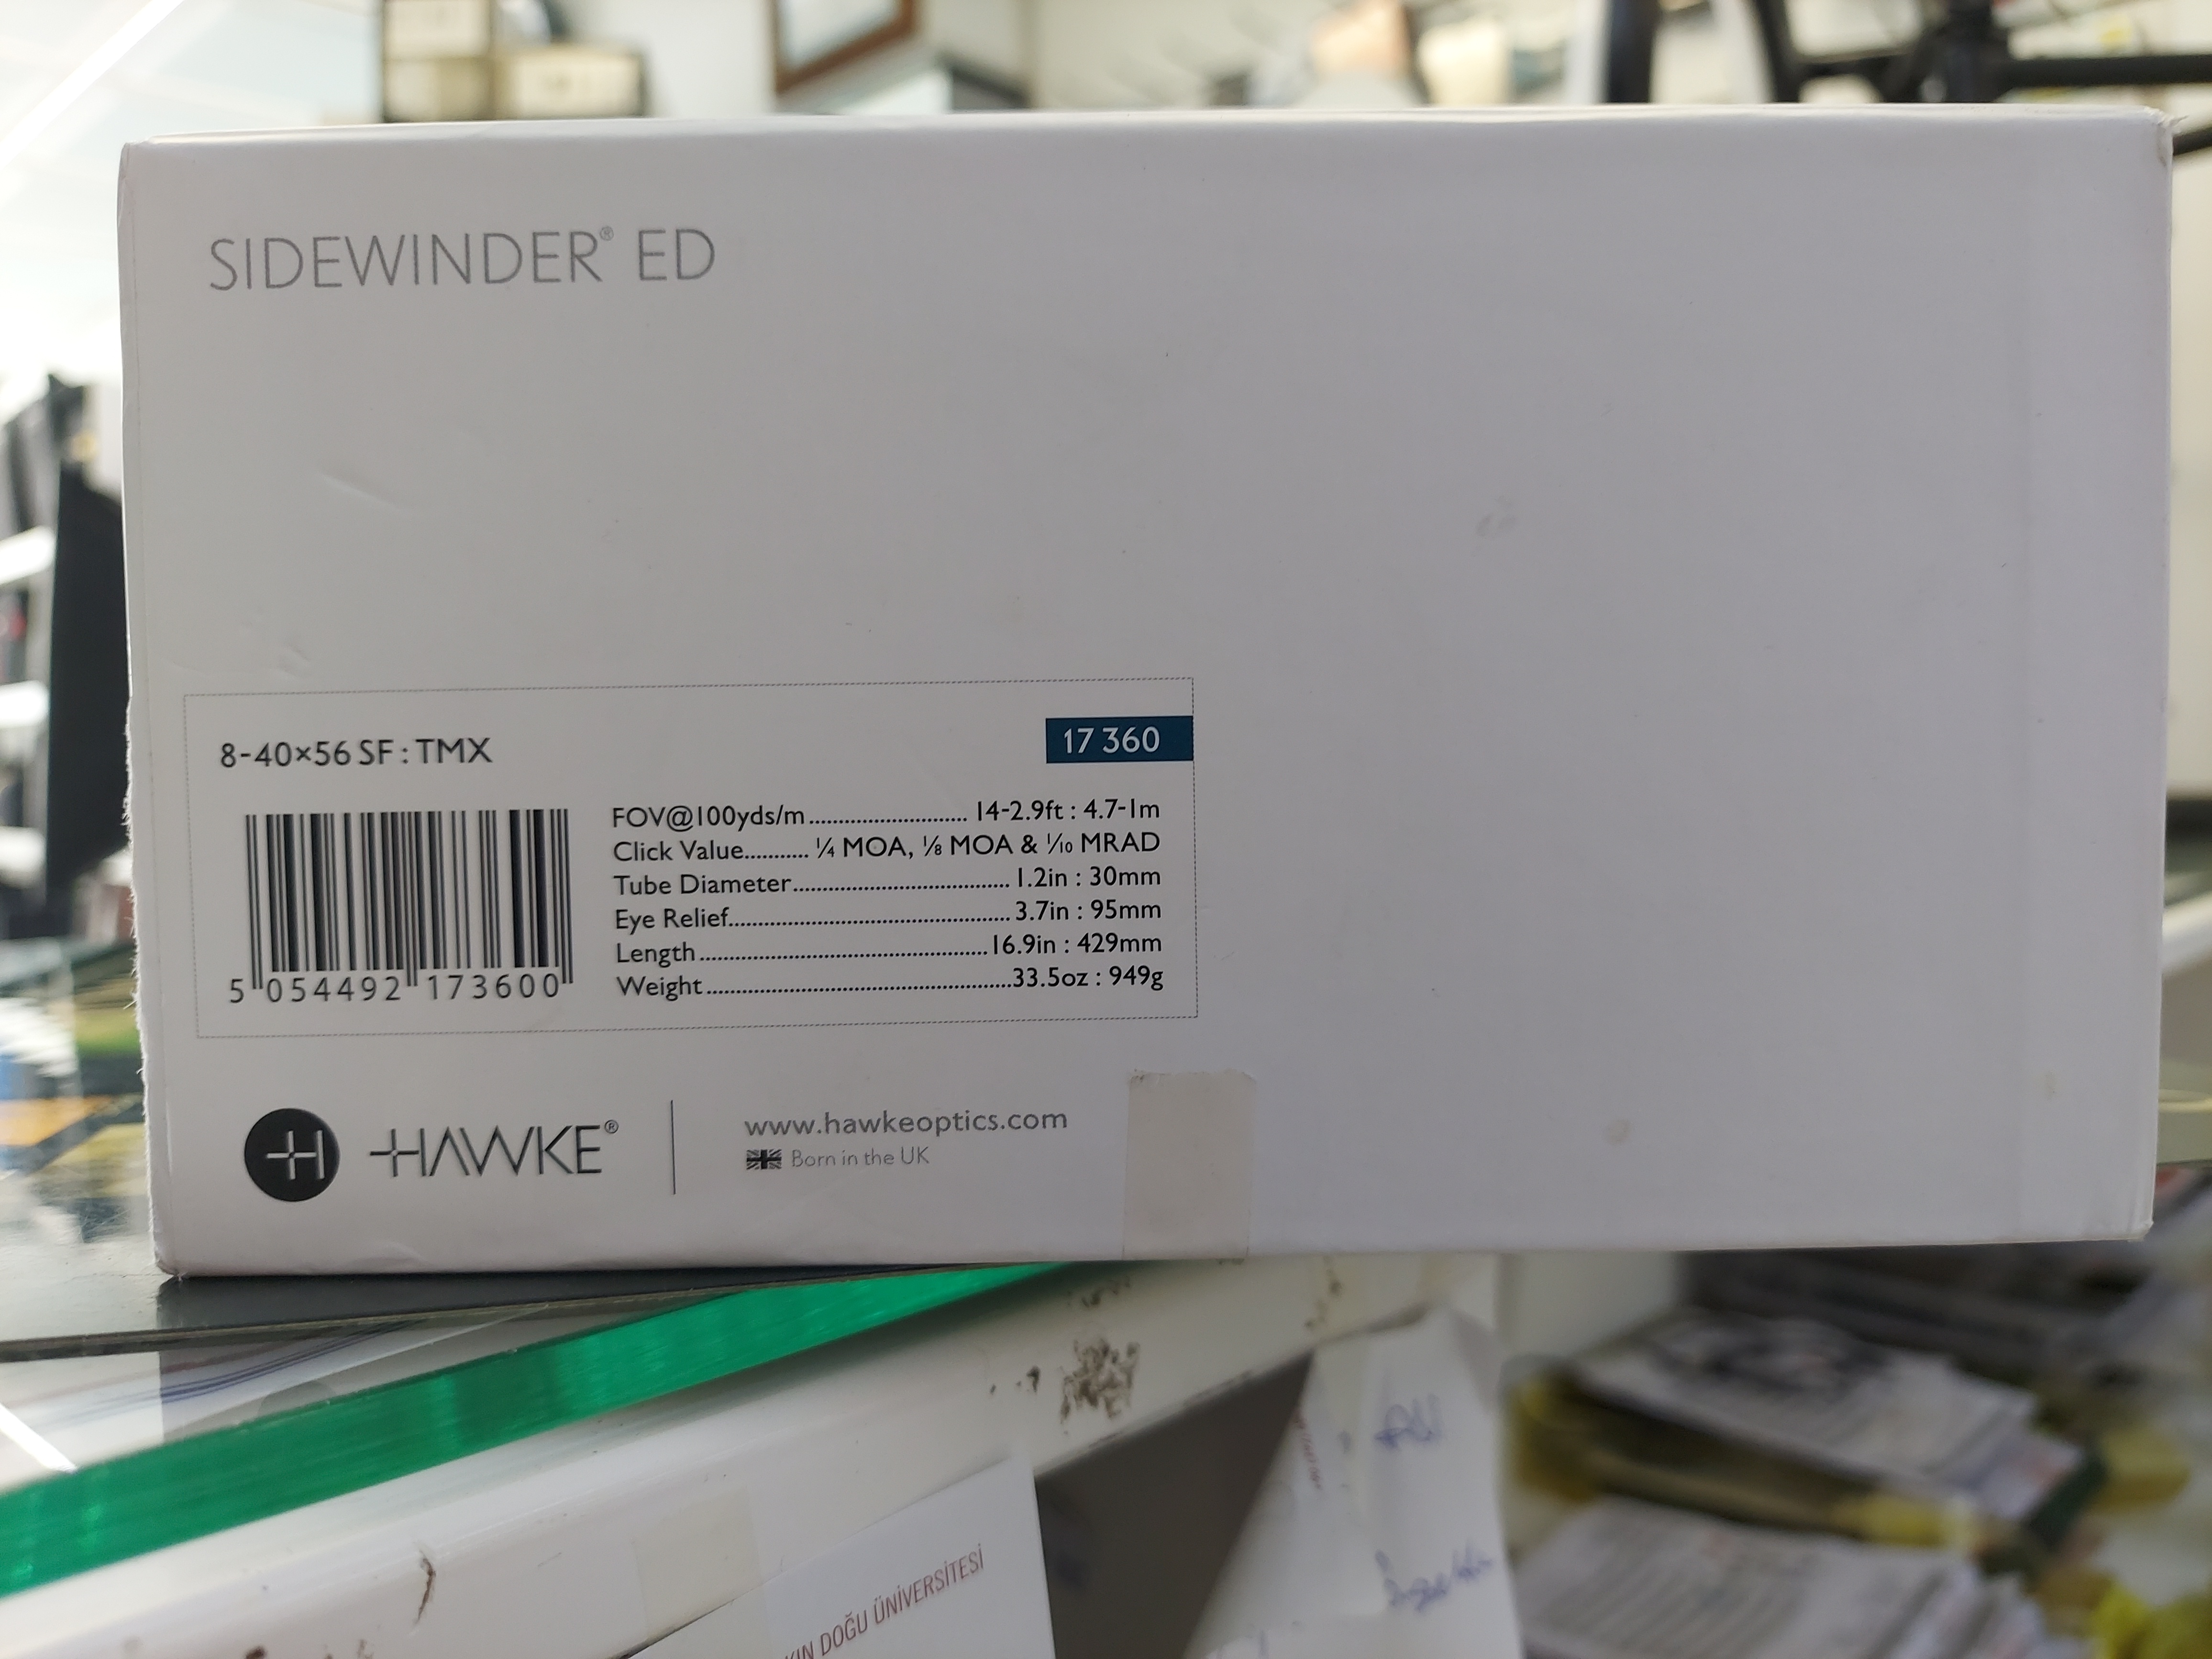 SIDEWINDER® ED
8-40×56 SF : TMX
17 360
FOV@100yds/m 14-2.9ft : 4.7-1m
Click Value ¼ MOA, ⅛ MOA & ⅒ MRAD
Tube Diameter 1.2in : 30mm
Eye Relief 3.7in : 95mm
Length 16.9in : 429mm
Weight 33.5oz : 949g
5 054492 173600
HAWKE®
www.hawkeoptics.com
Born in the UK
DOĞU ÜNİVERSİTESİ